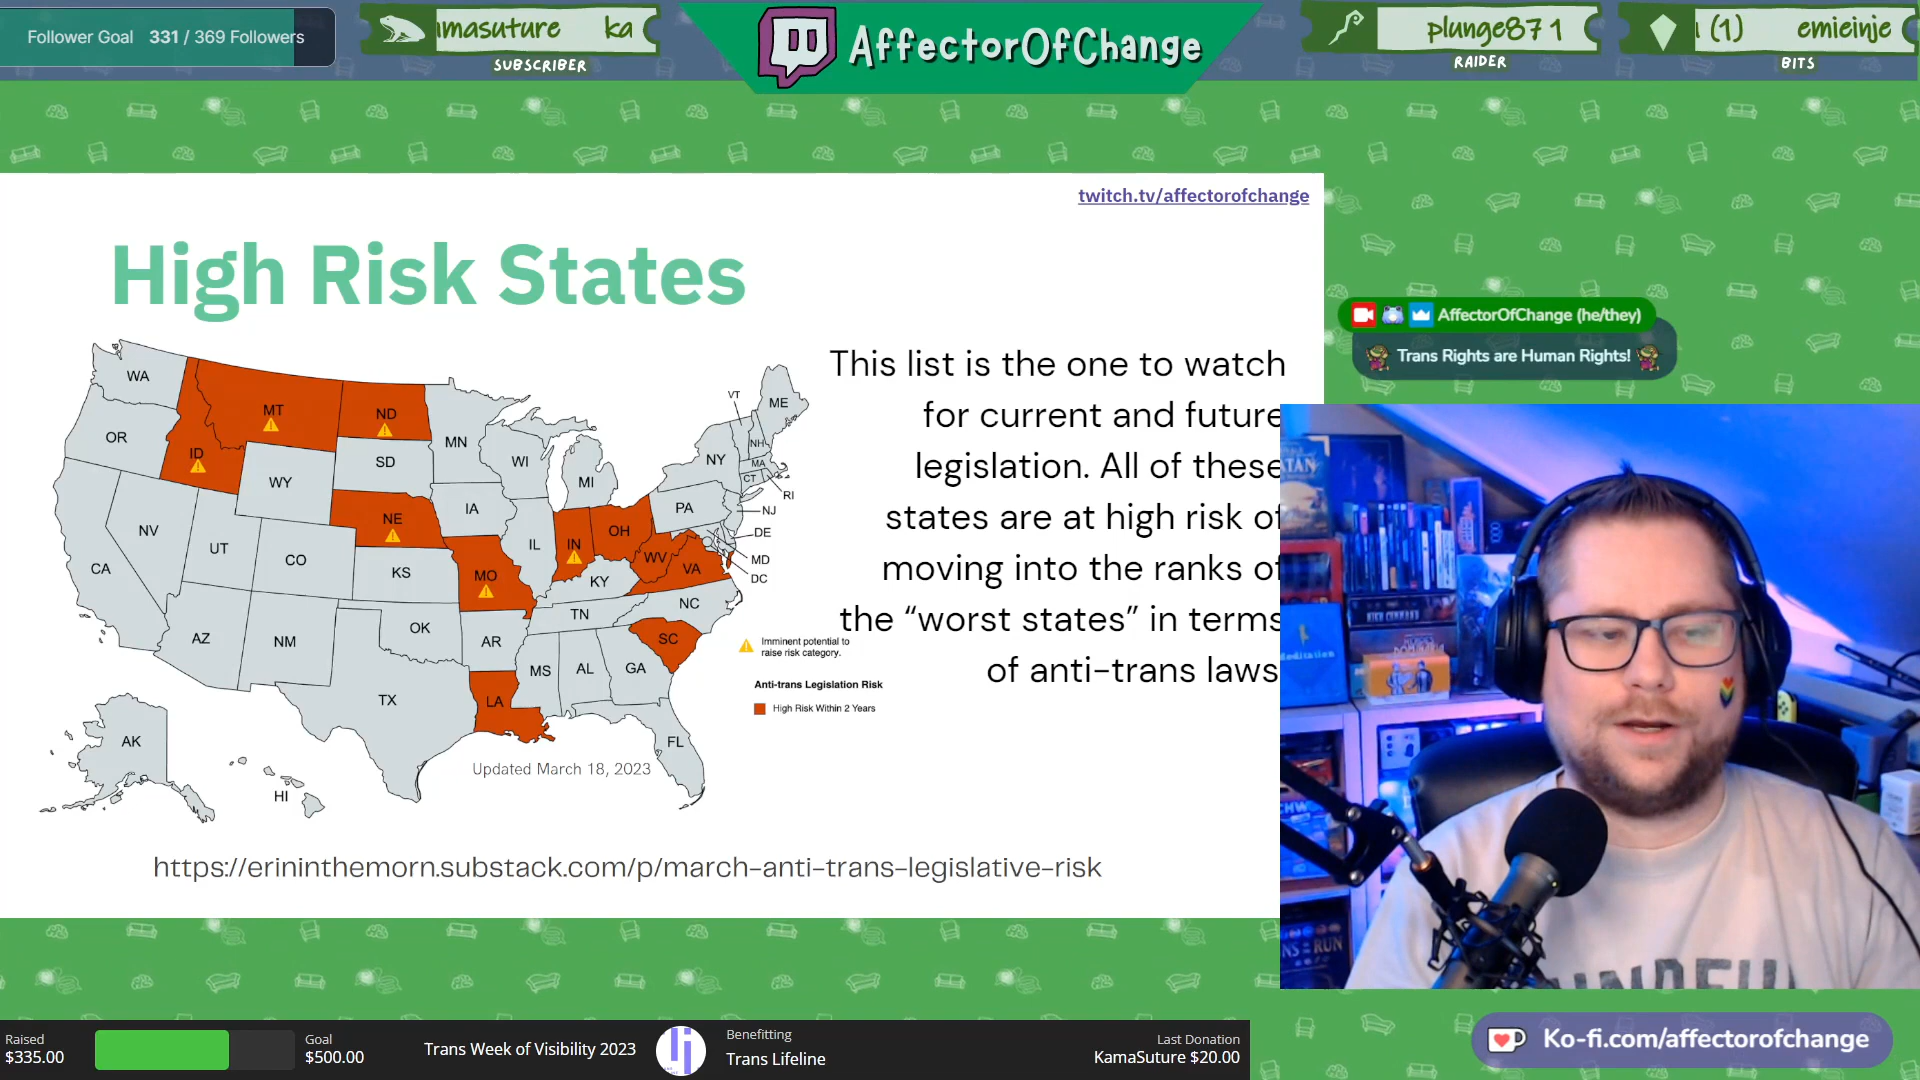 Follower Goal 331 / 369 Followers
imasuture ka
SUBSCRIBER
AffectorOfChange
plunge871
RAIDER
(1) emieinje
BITS
twitch.tv/affectorofchange
High Risk States
This list is the one to watch
for current and future
legislation. All of these
states are at high risk of
moving into the ranks of
the “worst states” in terms
of anti-trans laws
WA
OR
CA
NV
ID
MT
WY
UT
AZ
CO
NM
ND
SD
NE
KS
OK
TX
MN
IA
MO
AR
LA
WI
IL
MI
IN
OH
KY
TN
MS
AL
GA
FL
SC
NC
VA
WV
PA
NY
VT
NH
ME
MA
CT
RI
NJ
DE
MD
DC
AK
HI
Imminent potential to
raise risk category.
Anti-trans Legislation Risk
High Risk Within 2 Years
Updated March 18, 2023
https://erininthemorn.substack.com/p/march-anti-trans-legislative-risk
AffectorOfChange (he/they)
Trans Rights are Human Rights!
Raised
$335.00
Goal
$500.00
Trans Week of Visibility 2023
Benefitting
Trans Lifeline
Last Donation
KamaSuture $20.00
Ko-fi.com/affectorofchange